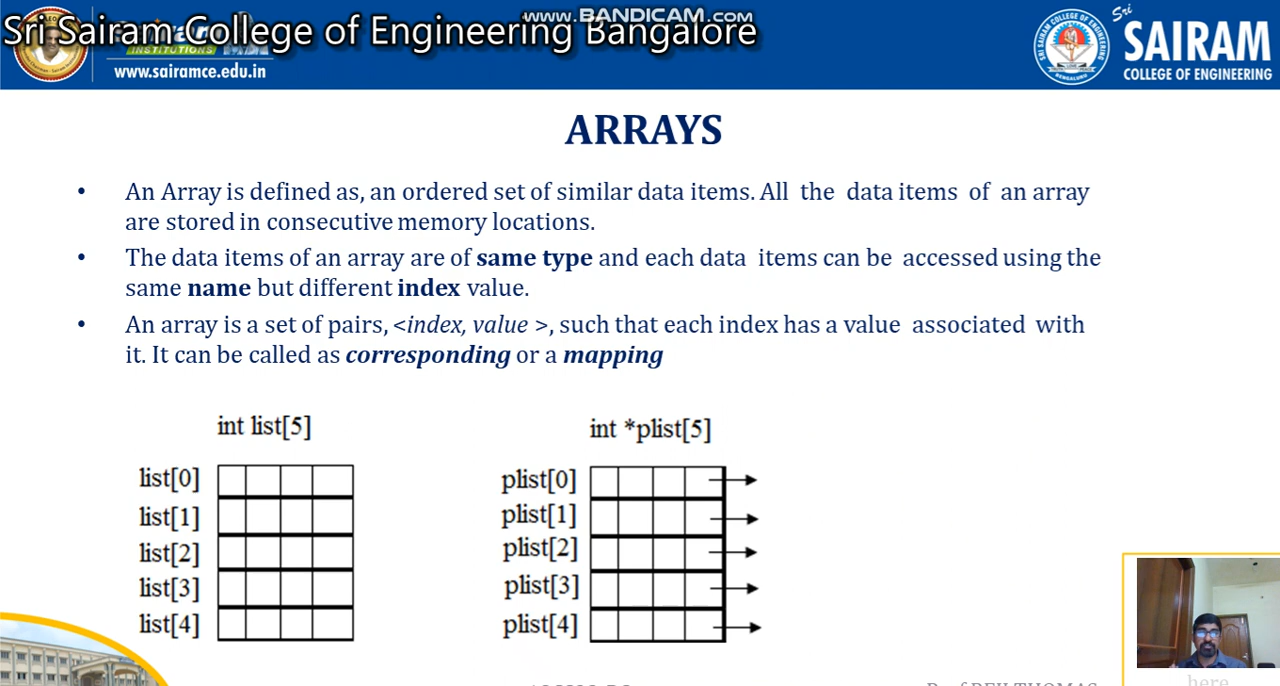 www.BANDICAM.com
Sri Sairam College of Engineering Bangalore
INSTITUTIONS
www.sairamce.edu.in
Sri
SAIRAM
COLLEGE OF ENGINEERING
ARRAYS
• An Array is defined as, an ordered set of similar data items. All the data items of an array
are stored in consecutive memory locations.
• The data items of an array are of same type and each data items can be accessed using the
same name but different index value.
• An array is a set of pairs, <index, value >, such that each index has a value associated with
it. It can be called as corresponding or a mapping
int list[5]
list[0]
list[1]
list[2]
list[3]
list[4]
int *plist[5]
plist[0]
plist[1]
plist[2]
plist[3]
plist[4]
here